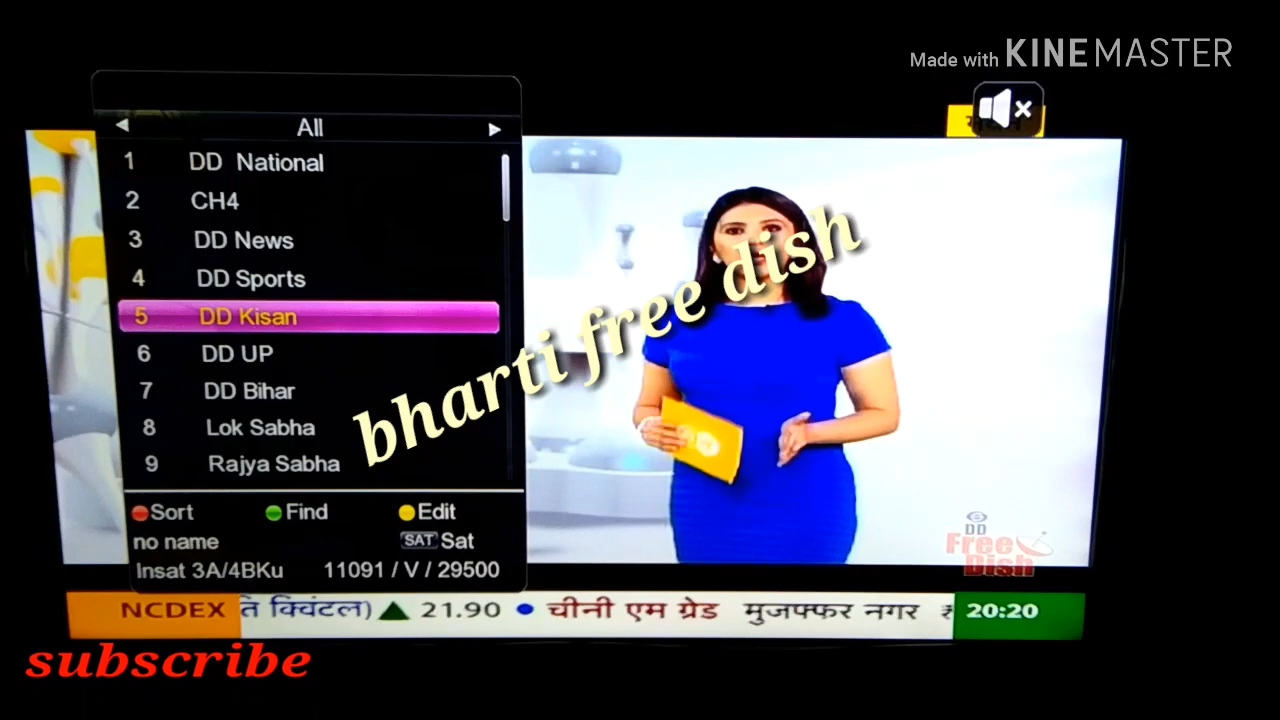 Made with KINEMASTER
All
1 DD National
2 CH4
3 DD News
4 DD Sports
5 DD Kisan
6 DD UP
7 DD Bihar
8 Lok Sabha
9 Rajya Sabha
Sort Find Edit
no name SAT Sat
Insat 3A/4BKu 11091 / V / 29500
bharti free dish
DD
Free
Dish
NCDEX ति क्विंटल) ▲ 21.90 • चीनी एम ग्रेड मुजफ्फर नगर ₹ 20:20
subscribe